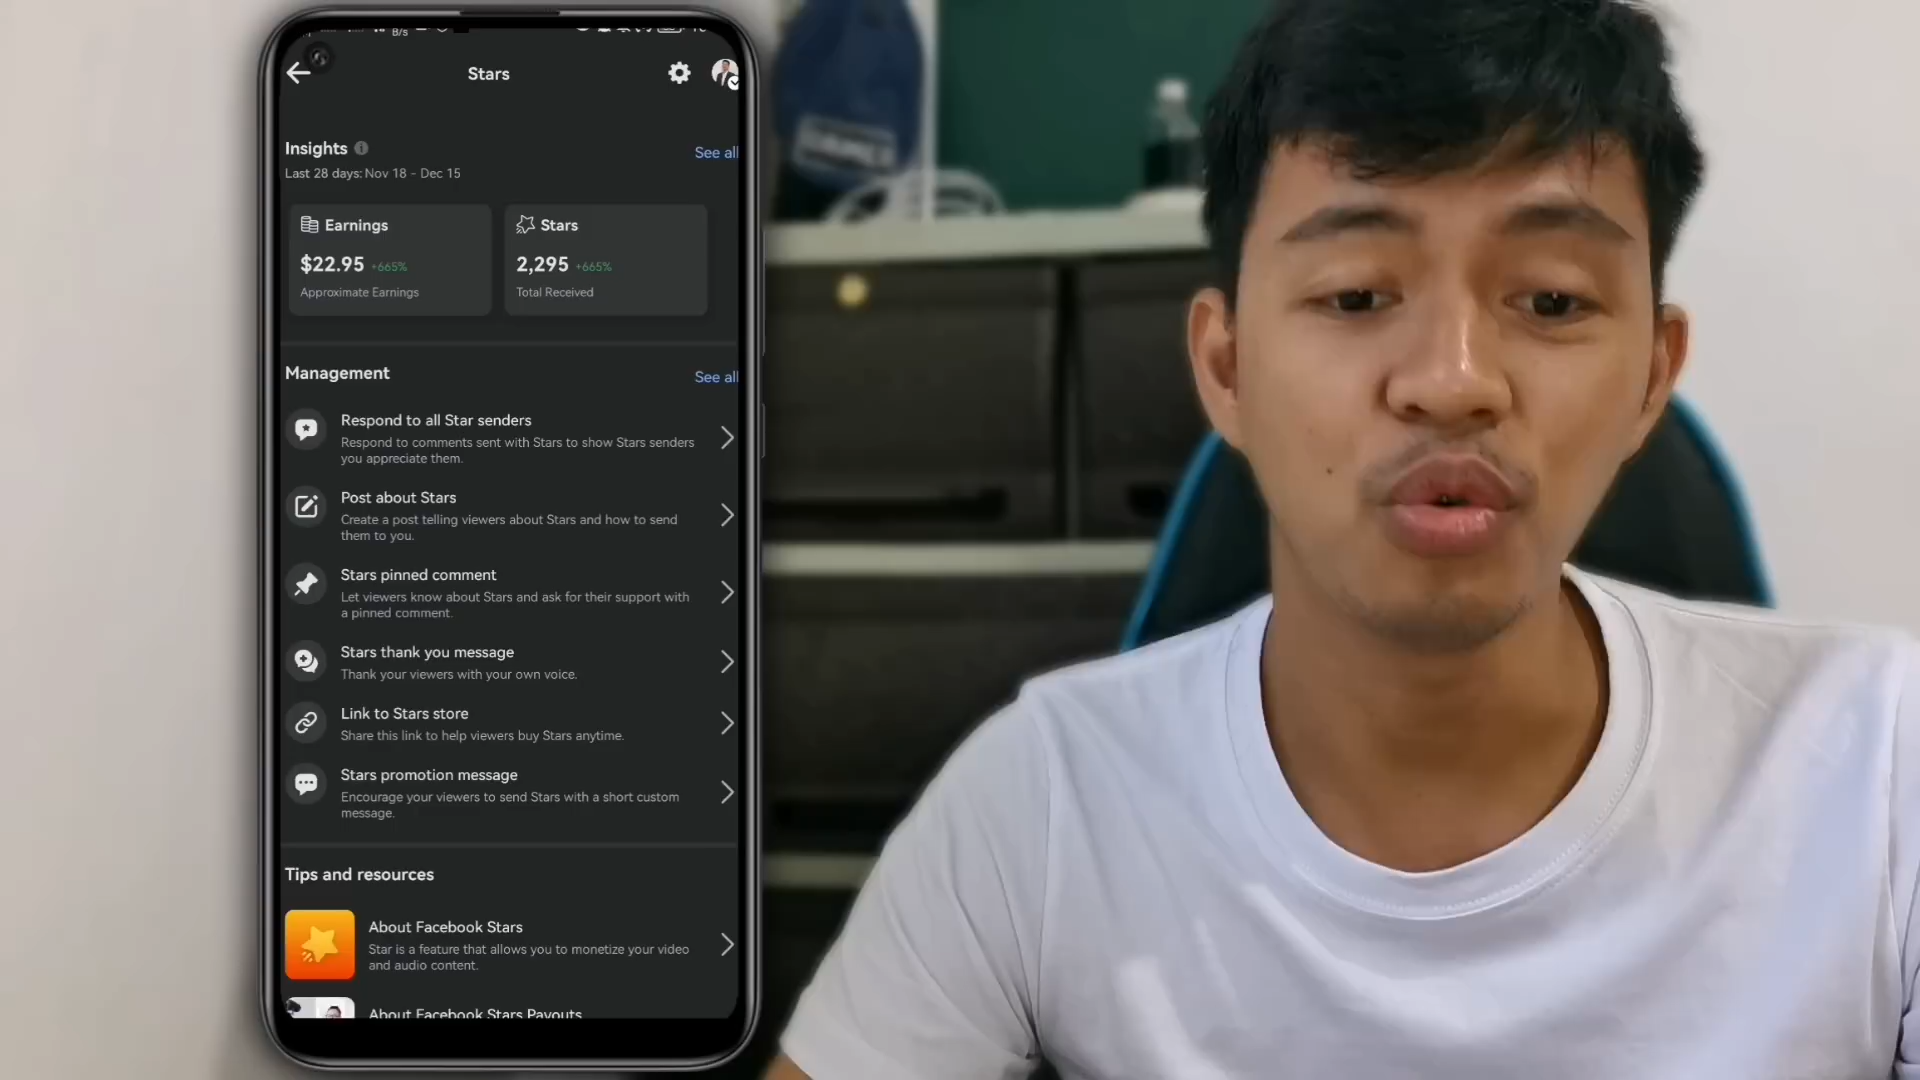 B/s
Stars
Insights
See all
Last 28 days: Nov 18 - Dec 15
Earnings
Stars
$22.95 +665%
2,295 +665%
Approximate Earnings
Total Received
Management
See all
Respond to all Star senders
Respond to comments sent with Stars to show Stars senders
you appreciate them.
Post about Stars
Create a post telling viewers about Stars and how to send
them to you.
Stars pinned comment
Let viewers know about Stars and ask for their support with
a pinned comment.
Stars thank you message
Thank your viewers with your own voice.
Link to Stars store
Share this link to help viewers buy Stars anytime.
Stars promotion message
Encourage your viewers to send Stars with a short custom
message.
Tips and resources
About Facebook Stars
Star is a feature that allows you to monetize your video
and audio content.
About Facebook Stars Payouts